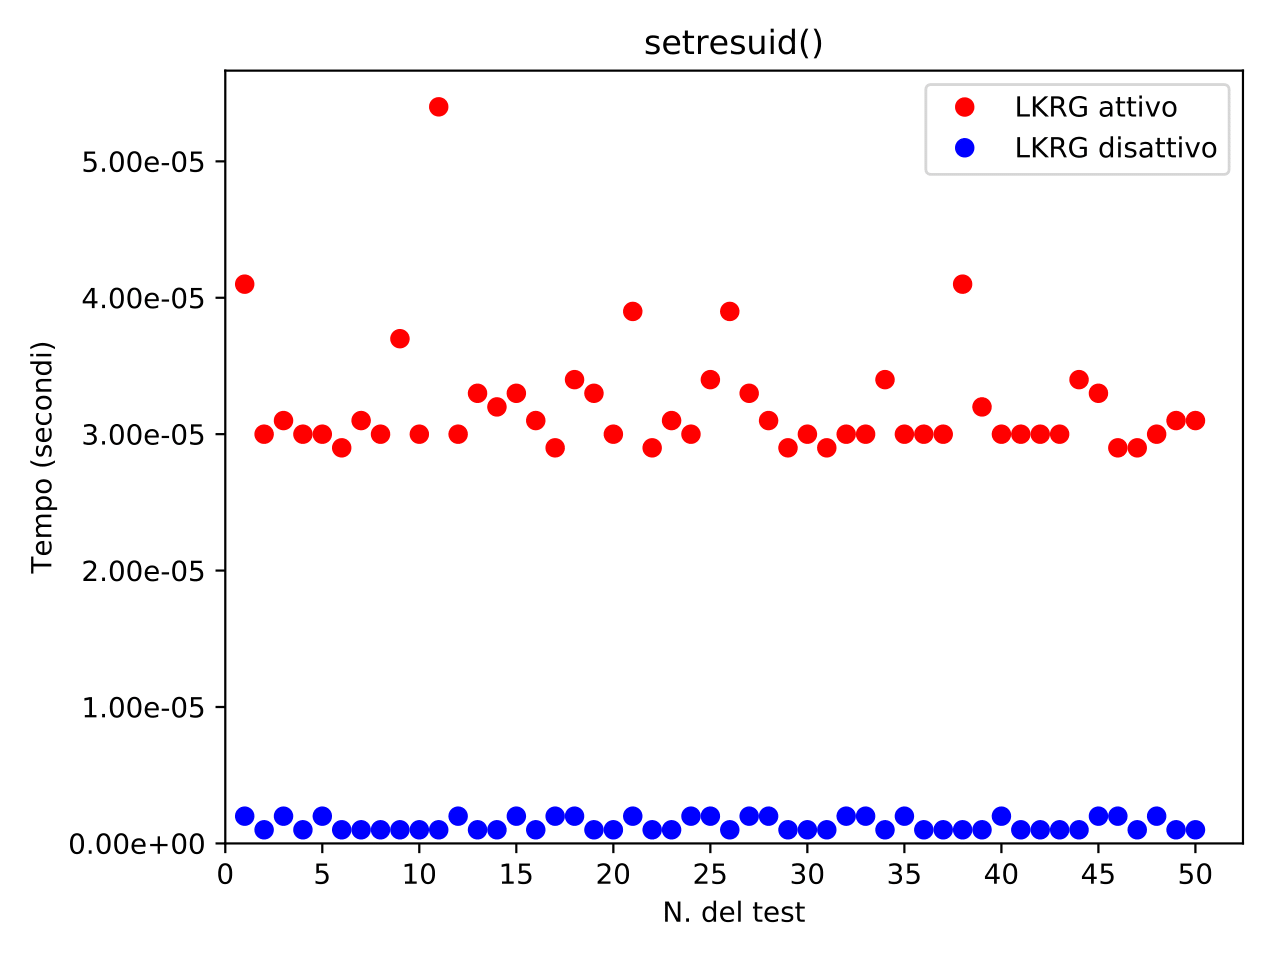 setresuid()
LKRG attivo
LKRG disattivo
5.00e-05
4.00e-05
3.00e-05
2.00e-05
1.00e-05
0.00e+00
Tempo (secondi)
0 5 10 15 20 25 30 35 40 45 50
N. del test